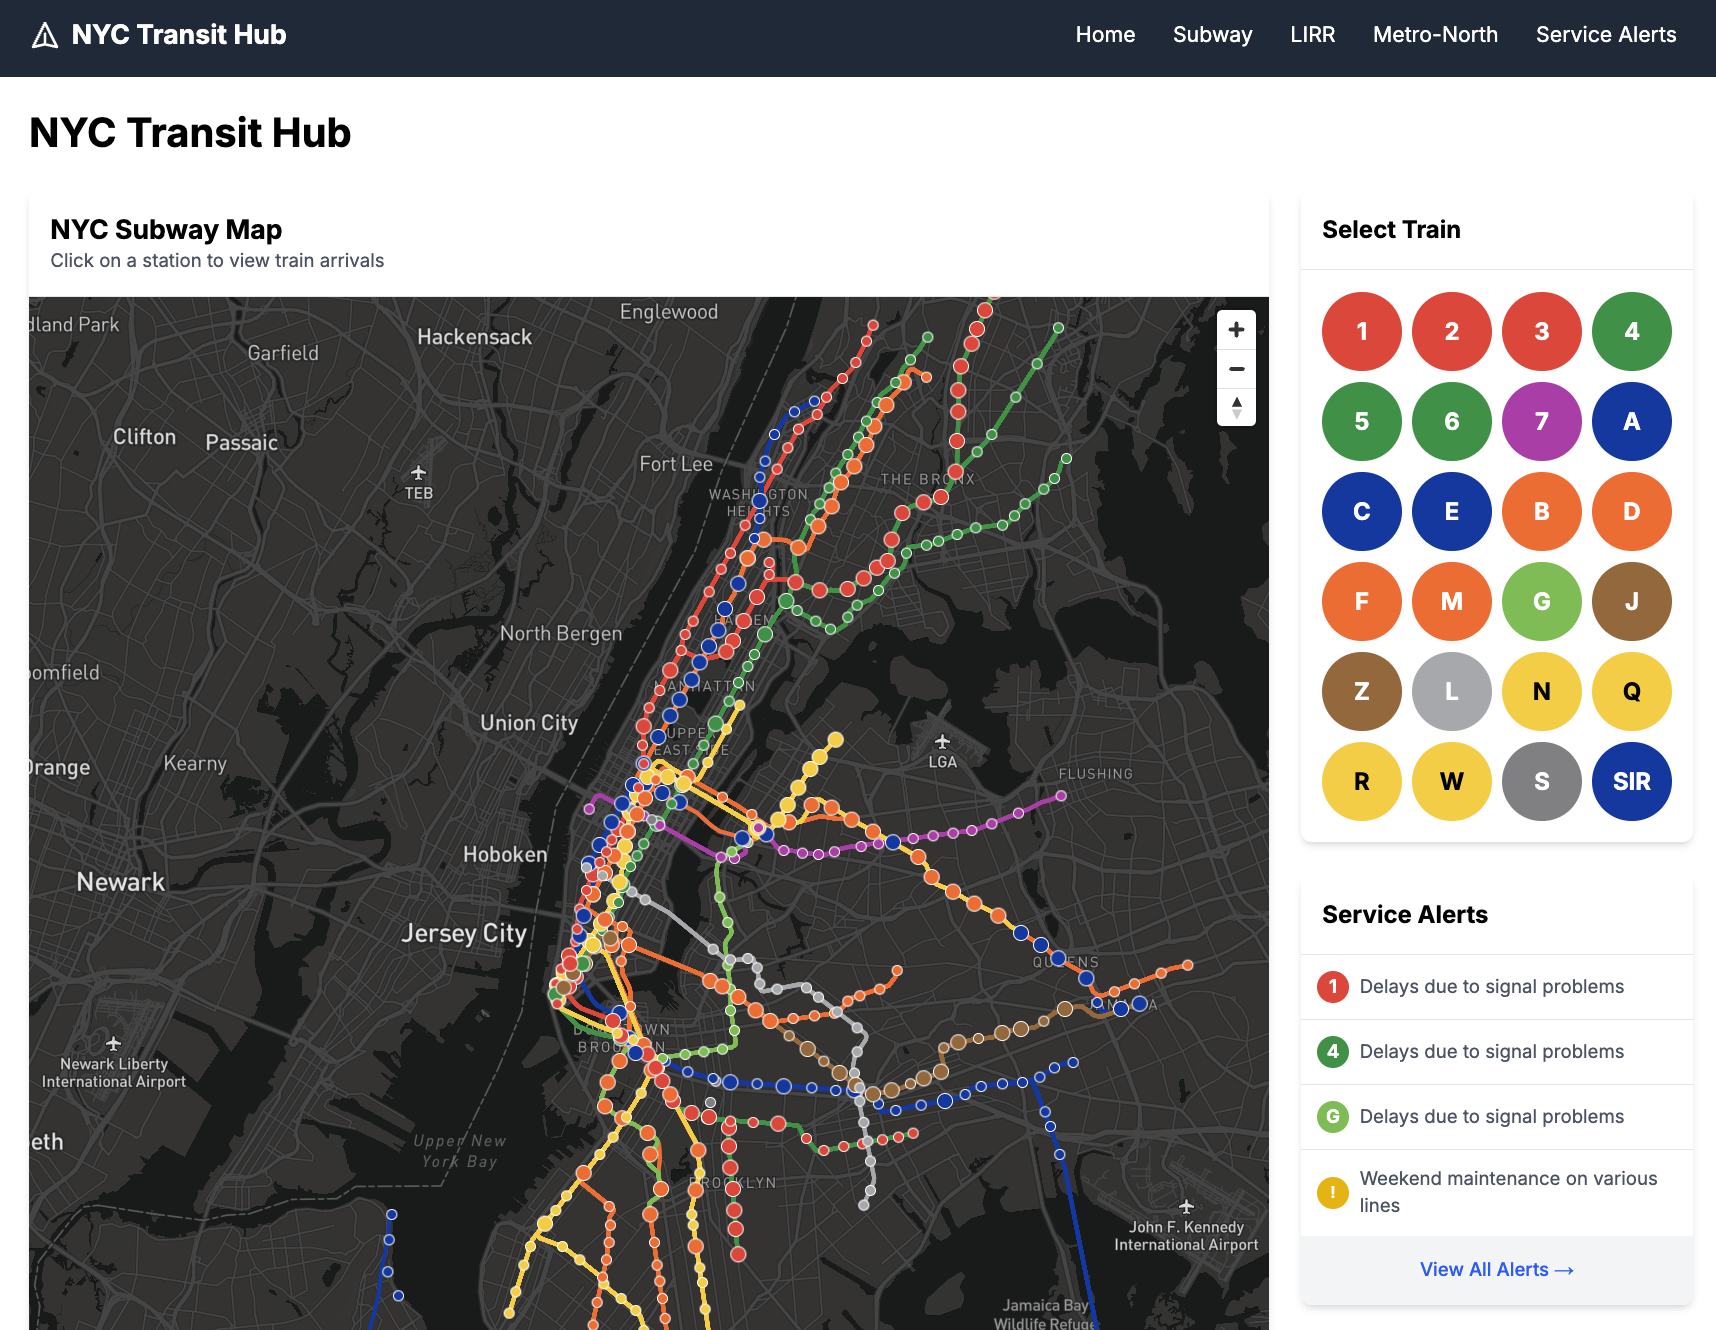 NYC Transit Hub
Home
Subway
LIRR
Metro-North
Service Alerts
NYC Transit Hub
NYC Subway Map
Click on a station to view train arrivals
Englewood
dland Park
Hackensack
Garfield
Clifton
Passaic
Fort Lee
TEB
THE BRONX
WASHINGTON
HEIGHTS
North Bergen
HARLEM
oomfield
MANHATTAN
Union City
UPPE
EAST SIDE
Orange
Kearny
LGA
FLUSHING
Hoboken
Newark
Jersey City
QUEENS
JAMAICA
DOWNTOWN
BROOKLYN
Newark Liberty
International Airport
Upper New
York Bay
eth
BROOKLYN
John F. Kennedy
International Airport
Jamaica Bay
Wildlife Refuge
Select Train
1 2 3 4
5 6 7 A
C E B D
F M G J
Z L N Q
R W S SIR
Service Alerts
1 Delays due to signal problems
4 Delays due to signal problems
G Delays due to signal problems
! Weekend maintenance on various
lines
View All Alerts →